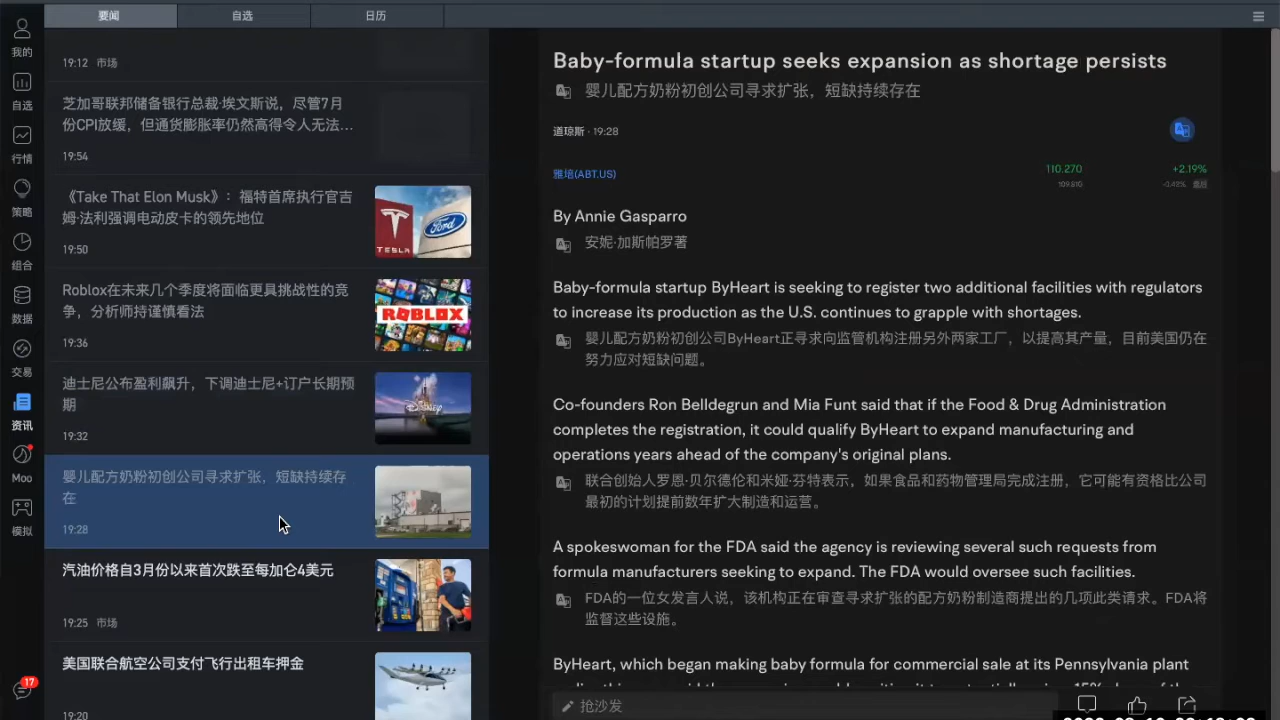 要闻
自选
日历
我的
自选
行情
策略
组合
数据
交易
资讯
Moo
模拟
17
19:12 市场
芝加哥联邦储备银行总裁·埃文斯说，尽管7月
份CPI放缓，但通货膨胀率仍然高得令人无法…
19:54
《Take That Elon Musk》：福特首席执行官吉
姆·法利强调电动皮卡的领先地位
19:50
TESLA
Ford
Roblox在未来几个季度将面临更具挑战性的竞
争，分析师持谨慎看法
19:36
ROBLOX
迪士尼公布盈利飙升，下调迪士尼+订户长期预
期
19:32
Disney
婴儿配方奶粉初创公司寻求扩张，短缺持续存
在
19:28
汽油价格自3月份以来首次跌至每加仑4美元
19:25 市场
美国联合航空公司支付飞行出租车押金
19:20
Baby-formula startup seeks expansion as shortage persists
婴儿配方奶粉初创公司寻求扩张，短缺持续存在
道琼斯 · 19:28
雅培(ABT.US)
110.270
+2.19%
109.810
-0.42% 盘前
By Annie Gasparro
安妮·加斯帕罗著
Baby-formula startup ByHeart is seeking to register two additional facilities with regulators
to increase its production as the U.S. continues to grapple with shortages.
婴儿配方奶粉初创公司ByHeart正寻求向监管机构注册另外两家工厂，以提高其产量，目前美国仍在
努力应对短缺问题。
Co-founders Ron Belldegrun and Mia Funt said that if the Food & Drug Administration
completes the registration, it could qualify ByHeart to expand manufacturing and
operations years ahead of the company's original plans.
联合创始人罗恩·贝尔德伦和米娅·芬特表示，如果食品和药物管理局完成注册，它可能有资格比公司
最初的计划提前数年扩大制造和运营。
A spokeswoman for the FDA said the agency is reviewing several such requests from
formula manufacturers seeking to expand. The FDA would oversee such facilities.
FDA的一位女发言人说，该机构正在审查寻求扩张的配方奶粉制造商提出的几项此类请求。FDA将
监督这些设施。
ByHeart, which began making baby formula for commercial sale at its Pennsylvania plant
抢沙发